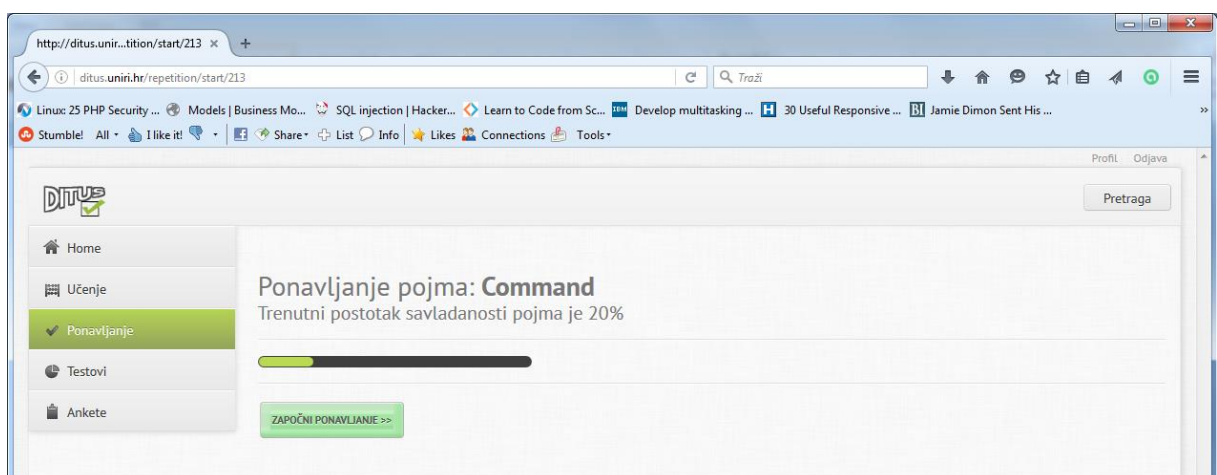 http://ditus.unir...tition/start/213
ditus.uniri.hr/repetition/start/213
Traži
Linux: 25 PHP Security ... Models | Business Mo... SQL injection | Hacker... Learn to Code from Sc... IBM Develop multitasking ... H 30 Useful Responsive ... BI Jamie Dimon Sent His ...
Stumble! All I like it! Share List Info Likes Connections Tools
Profil Odjava
DITUS
Pretraga
Home
Učenje
Ponavljanje
Testovi
Ankete
Ponavljanje pojma: Command
Trenutni postotak savladanosti pojma je 20%
ZAPOČNI PONAVLJANJE >>